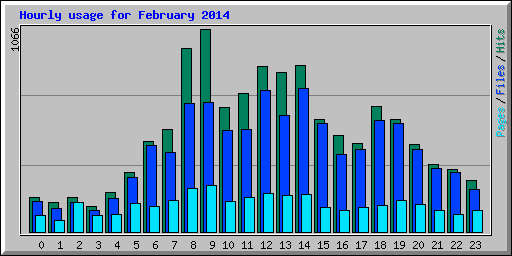 Hourly usage for February 2014
1066
Pages/Files/Hits
0 1 2 3 4 5 6 7 8 9 10 11 12 13 14 15 16 17 18 19 20 21 22 23